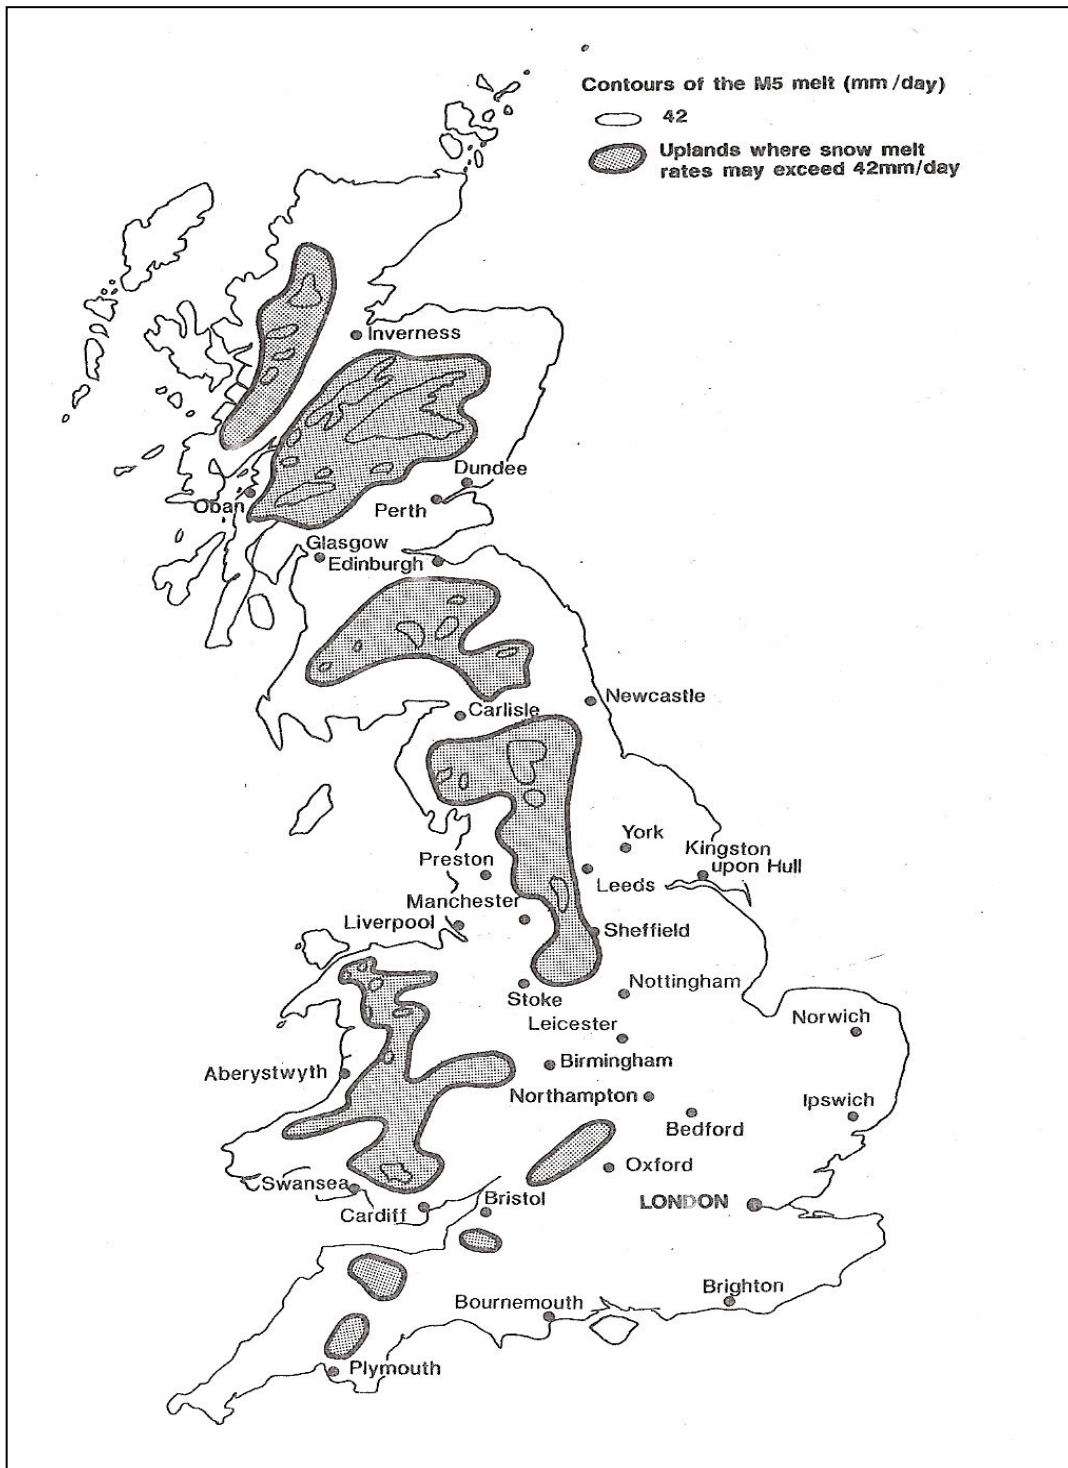 Contours of the M5 melt (mm/day)
42
Uplands where snow melt
rates may exceed 42mm/day
Inverness
Dundee
Oban
Perth
Glasgow
Edinburgh
Newcastle
Carlisle
York
Kingston
upon Hull
Preston
Leeds
Manchester
Liverpool
Sheffield
Stoke
Nottingham
Norwich
Leicester
Birmingham
Aberystwyth
Northampton
Ipswich
Bedford
Oxford
Swansea
Bristol
LONDON
Cardiff
Brighton
Bournemouth
Plymouth